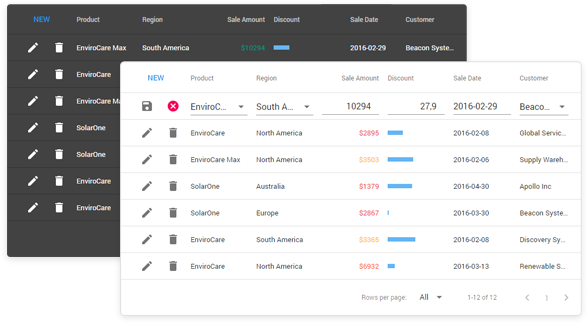 NEW Product Region Sale Amount Discount Sale Date Customer
EnviroCare Max South America $10294 2016-02-29 Beacon Syste...
EnviroCare
EnviroCare Ma
SolarOne
SolarOne
EnviroCare
EnviroCare
NEW Product Region Sale Amount Discount Sale Date Customer
EnviroC... South A... 10294 27,9 2016-02-29 Beacon...
EnviroCare North America $2895 2016-02-08 Global Servic...
EnviroCare Max North America $3503 2016-02-06 Supply Wareh...
SolarOne Australia $1379 2016-04-30 Apollo Inc
SolarOne Europe $2867 2016-03-30 Beacon Syste...
EnviroCare South America $3365 2016-02-08 Discovery Sy...
EnviroCare North America $6932 2016-03-13 Renewable S...
Rows per page: All 1-12 of 12 1